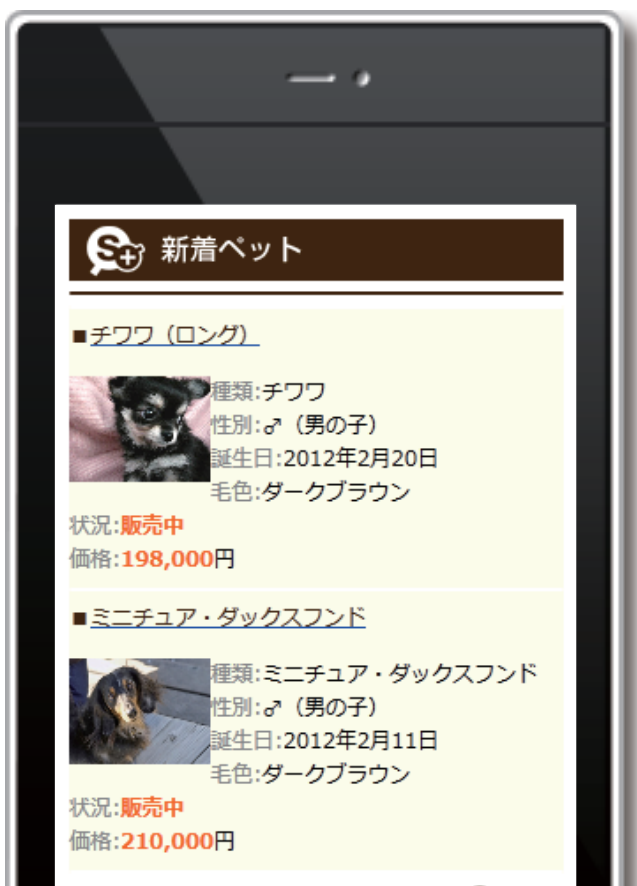 S+ 新着ペット
■チワワ（ロング）
種類:チワワ
性別:♂（男の子）
誕生日:2012年2月20日
毛色:ダークブラウン
状況:販売中
価格:198,000円
■ミニチュア・ダックスフンド
種類:ミニチュア・ダックスフンド
性別:♂（男の子）
誕生日:2012年2月11日
毛色:ダークブラウン
状況:販売中
価格:210,000円